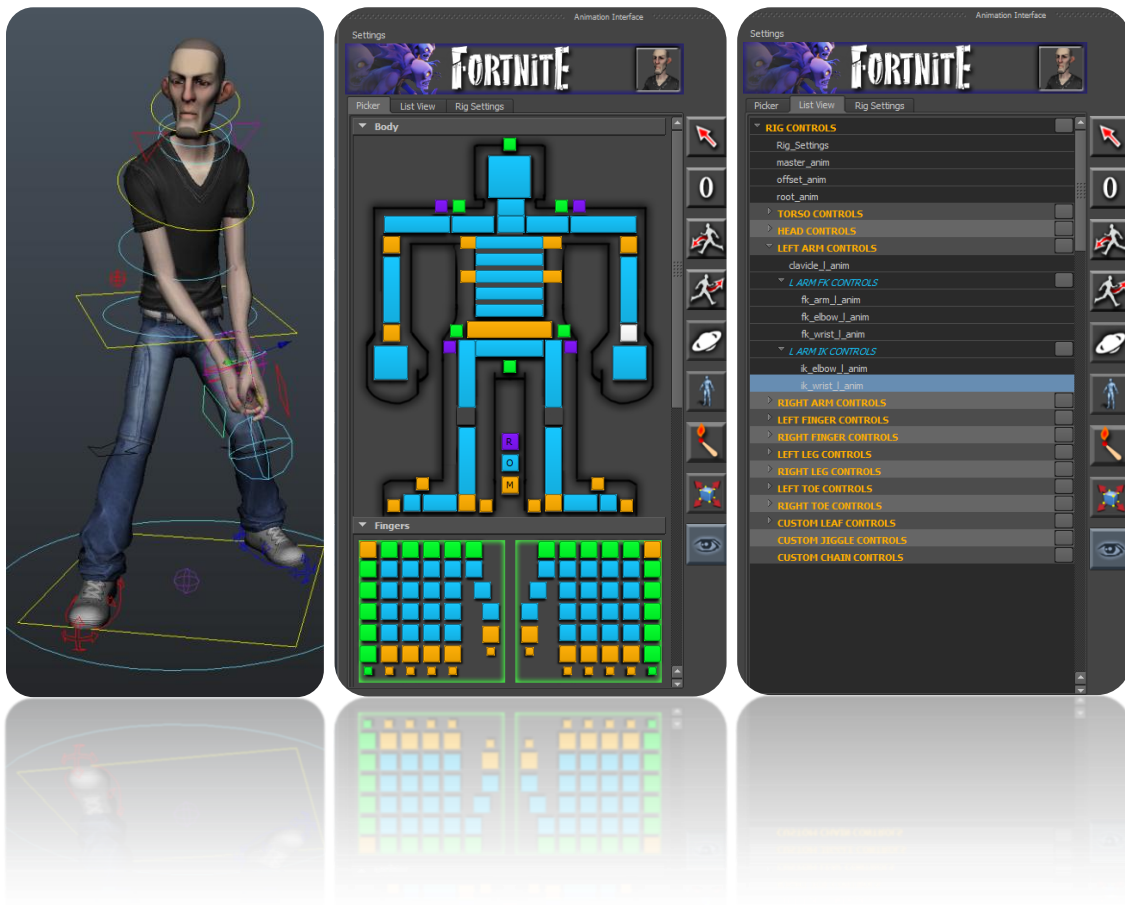 Animation Interface
Settings
FORTNITE
Picker List View Rig Settings
Body
R
O
M
Fingers
Animation Interface
Settings
FORTNITE
Picker List View Rig Settings
RIG CONTROLS
Rig_Settings
master_anim
offset_anim
root_anim
TORSO CONTROLS
HEAD CONTROLS
LEFT ARM CONTROLS
clavicle_l_anim
L ARM FK CONTROLS
fk_arm_l_anim
fk_elbow_l_anim
fk_wrist_l_anim
L ARM IK CONTROLS
ik_elbow_l_anim
ik_wrist_l_anim
RIGHT ARM CONTROLS
LEFT FINGER CONTROLS
RIGHT FINGER CONTROLS
LEFT LEG CONTROLS
RIGHT LEG CONTROLS
LEFT TOE CONTROLS
RIGHT TOE CONTROLS
CUSTOM LEAF CONTROLS
CUSTOM JIGGLE CONTROLS
CUSTOM CHAIN CONTROLS
0
0